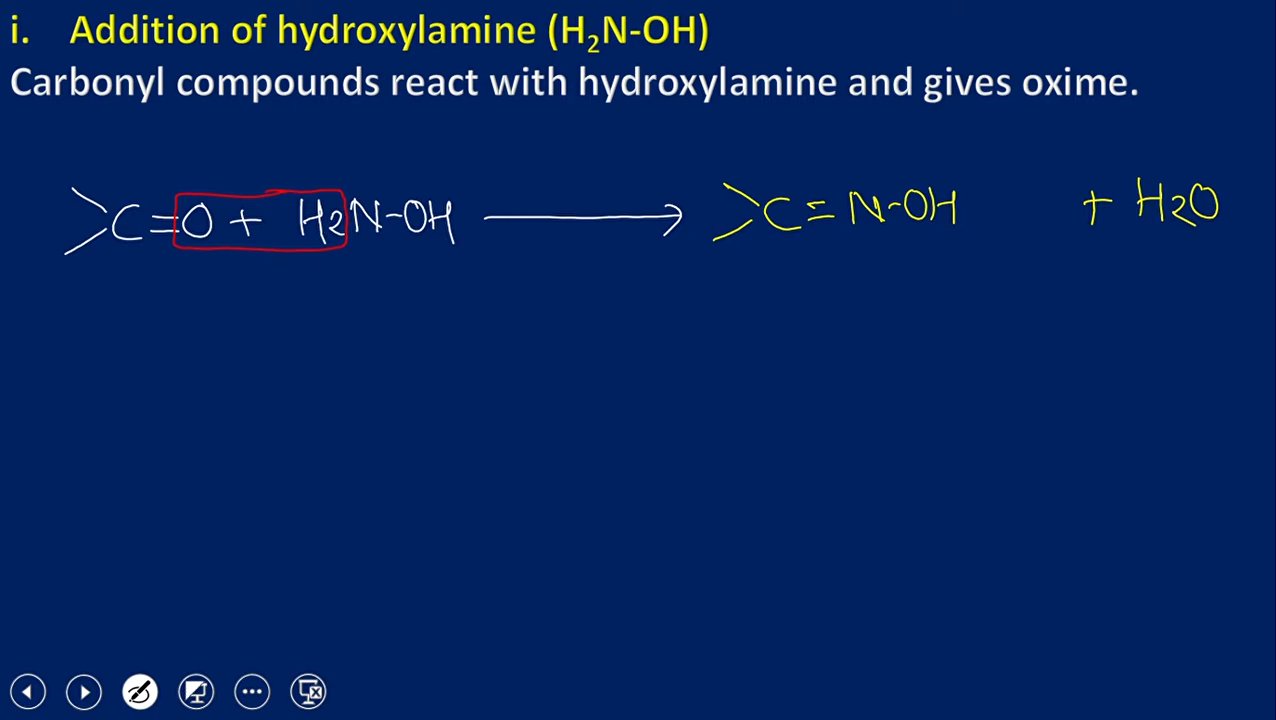 i. Addition of hydroxylamine (H₂N-OH)
Carbonyl compounds react with hydroxylamine and gives oxime.
>C=O + H2N-OH ⟶ >C=N-OH + H2O